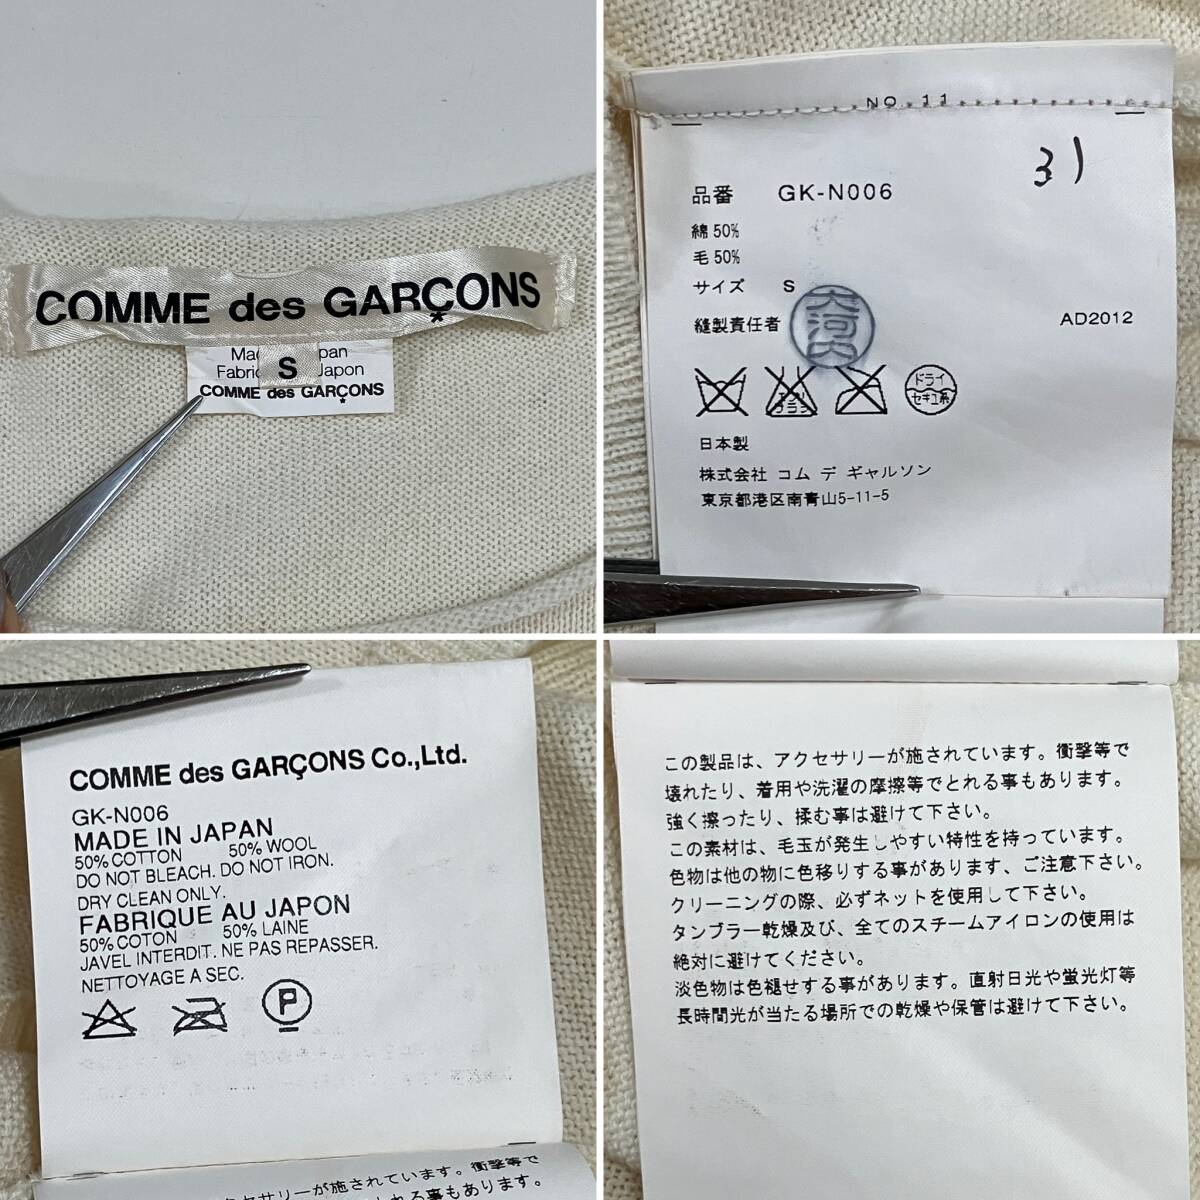 COMME des GARÇONS
S
COMME des GARÇONS
NO.11
31
品番 GK-N006
綿 50%
毛 50%
サイズ S
縫製責任者 大河内
AD2012
ドライ
セキユ系
日本製
株式会社 コム デ ギャルソン
東京都港区南青山5-11-5
COMME des GARÇONS Co.,Ltd.
GK-N006
MADE IN JAPAN
50% COTTON 50% WOOL
DO NOT BLEACH. DO NOT IRON.
DRY CLEAN ONLY.
FABRIQUE AU JAPON
50% COTON 50% LAINE
JAVEL INTERDIT. NE PAS REPASSER.
NETTOYAGE A SEC.
P
クセサリーが施されています。衝撃等で
とれる事もあります。
この製品は、アクセサリーが施されています。衝撃等で
壊れたり、着用や洗濯の摩擦等でとれる事もあります。
強く擦ったり、揉む事は避けて下さい。
この素材は、毛玉が発生しやすい特性を持っています。
色物は他の物に色移りする事があります、ご注意下さい。
クリーニングの際、必ずネットを使用して下さい。
タンブラー乾燥及び、全てのスチームアイロンの使用は
絶対に避けてください。
淡色物は色褪せする事があります。直射日光や蛍光灯等
長時間光が当たる場所での乾燥や保管は避けて下さい。